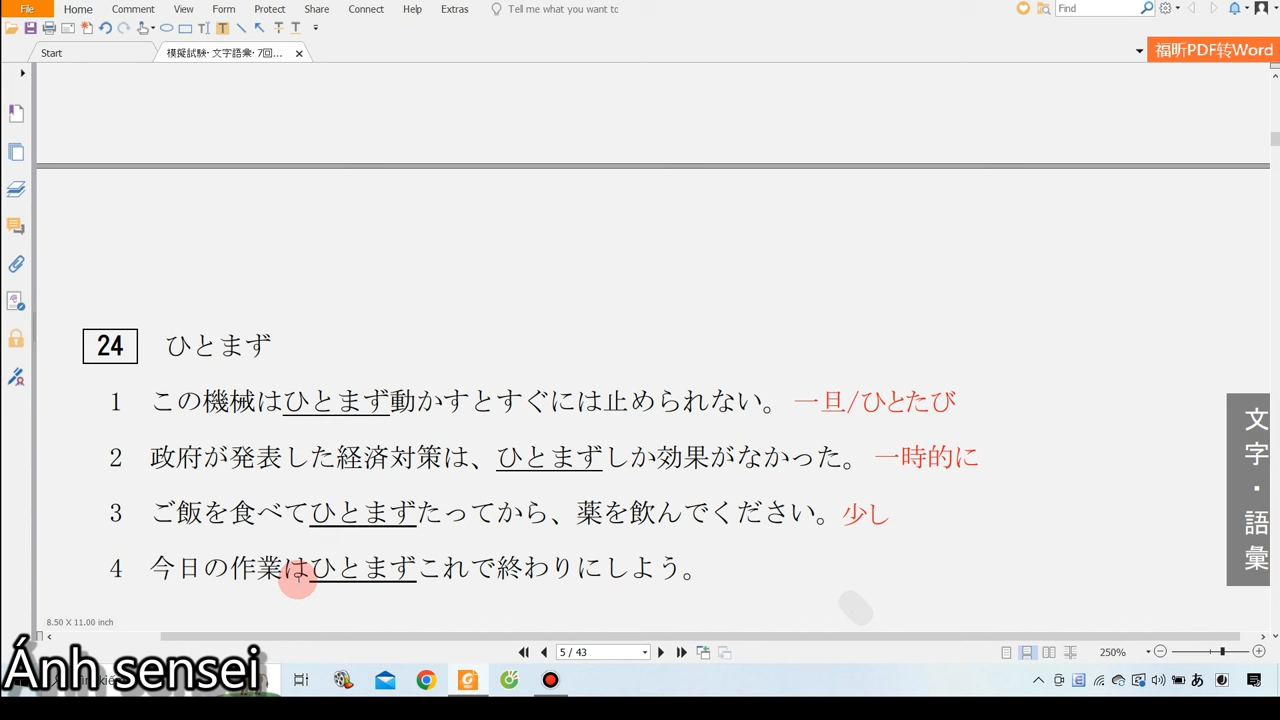 File Home Comment View Form Protect Share Connect Help Extras Tell me what you want to Find
Start 模擬試験・文字語彙・7回... 福昕PDF转Word
24 ひとまず
1 この機械はひとまず動かすとすぐには止められない。 一旦/ひとたび
2 政府が発表した経済対策は、ひとまずしか効果がなかった。 一時的に
3 ご飯を食べてひとまずたってから、薬を飲んでください。 少し
4 今日の作業はひとまずこれで終わりにしよう。
文字・語彙
8.50 X 11.00 inch
5 / 43 250%
Ánh sensei
あ